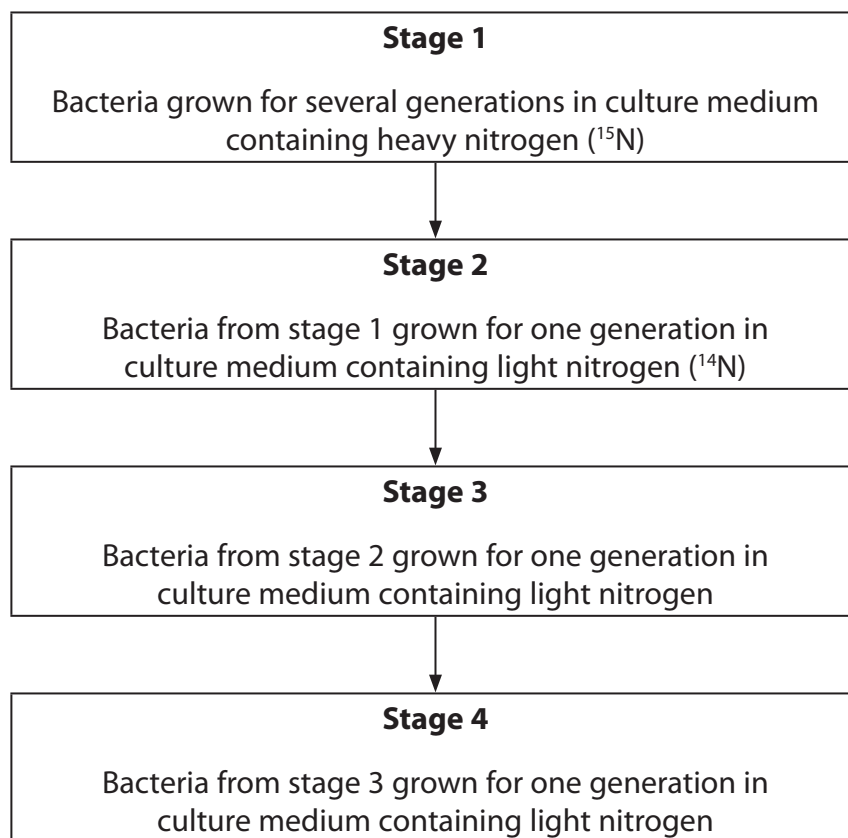 Stage 1
Bacteria grown for several generations in culture medium
containing heavy nitrogen (¹⁵N)
Stage 2
Bacteria from stage 1 grown for one generation in
culture medium containing light nitrogen (¹⁴N)
Stage 3
Bacteria from stage 2 grown for one generation in
culture medium containing light nitrogen
Stage 4
Bacteria from stage 3 grown for one generation in
culture medium containing light nitrogen